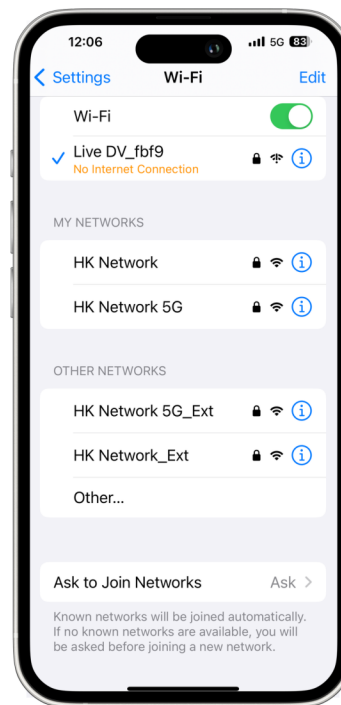 12:06
5G 83
Settings
Wi-Fi
Edit
Wi-Fi
Live DV_fbf9
No Internet Connection
MY NETWORKS
HK Network
HK Network 5G
OTHER NETWORKS
HK Network 5G_Ext
HK Network_Ext
Other...
Ask to Join Networks
Ask
Known networks will be joined automatically.
If no known networks are available, you will
be asked before joining a new network.